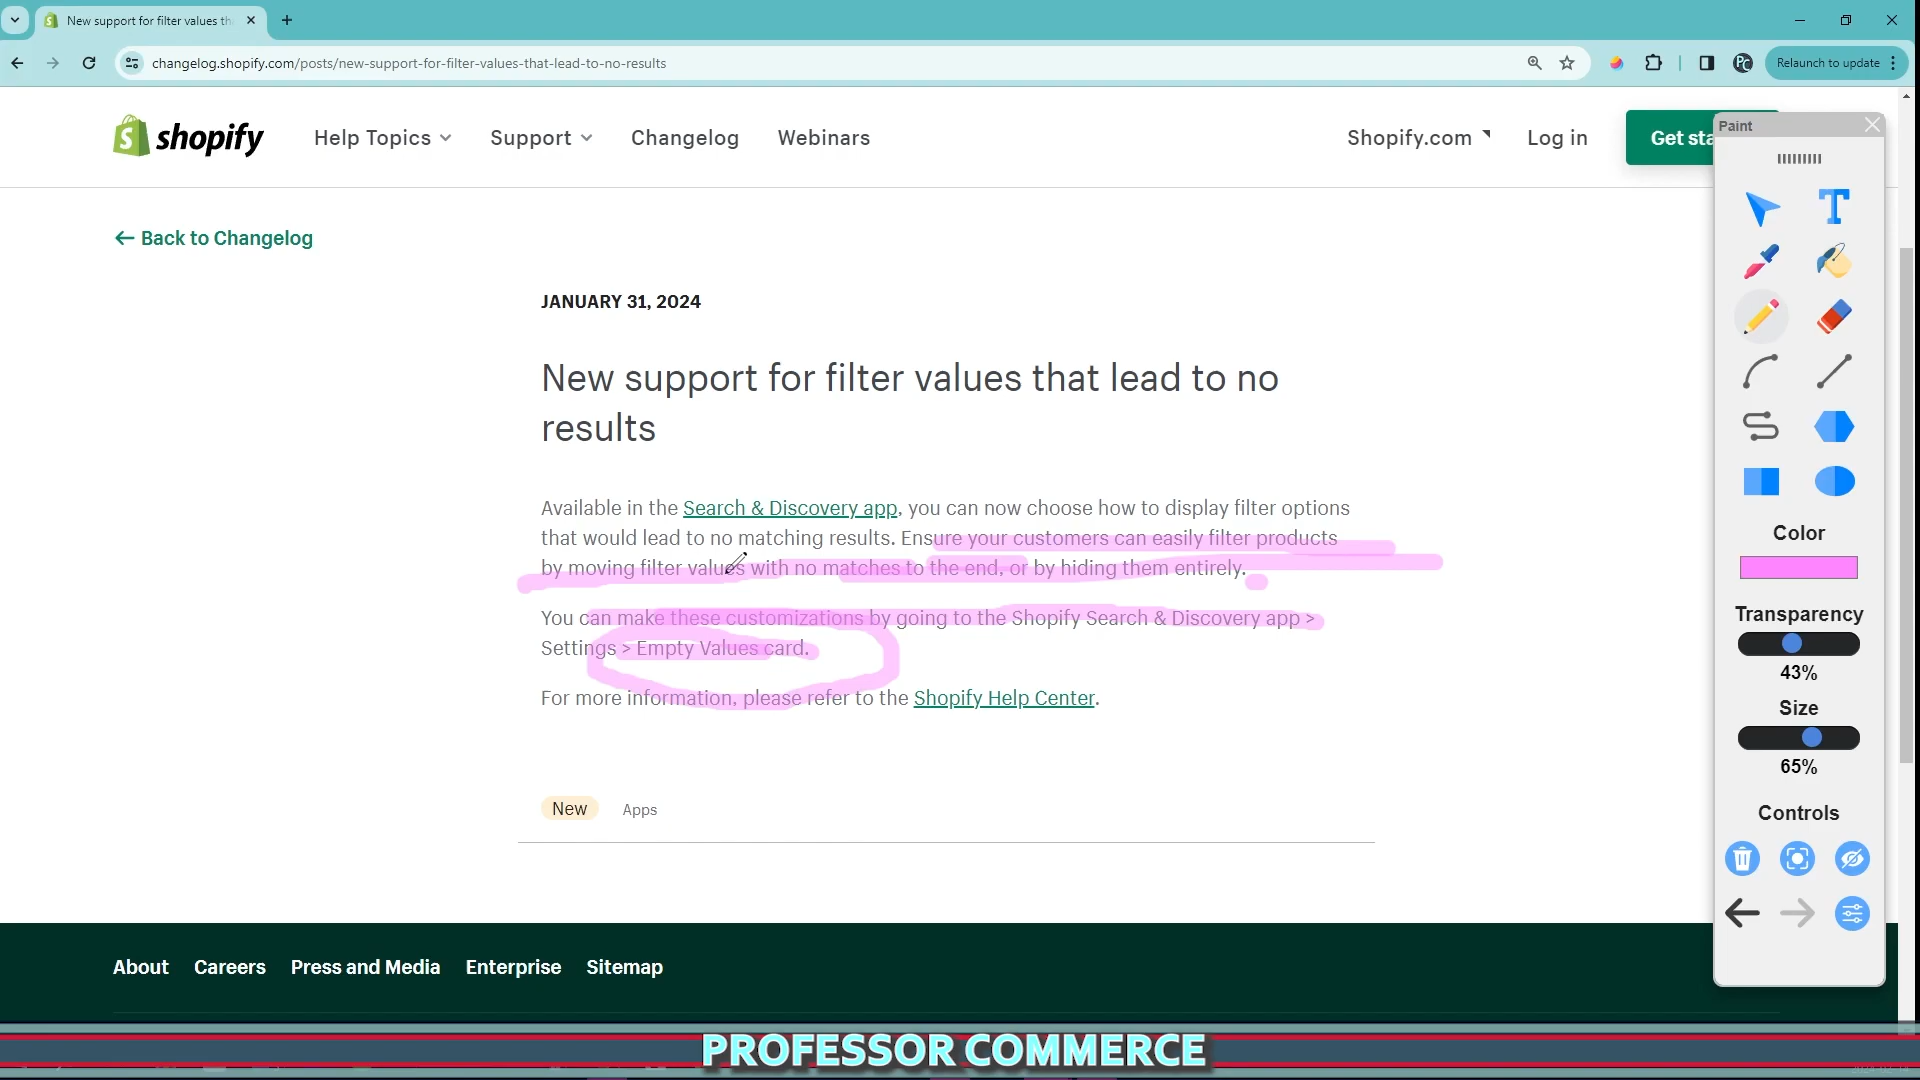 New support for filter values th
changelog.shopify.com/posts/new-support-for-filter-values-that-lead-to-no-results
PC
Relaunch to update
shopify
Help Topics
Support
Changelog
Webinars
Shopify.com
Log in
Get sta
Paint
← Back to Changelog
JANUARY 31, 2024
New support for filter values that lead to no
results
Available in the Search & Discovery app, you can now choose how to display filter options
that would lead to no matching results. Ensure your customers can easily filter products
by moving filter values with no matches to the end, or by hiding them entirely.
You can make these customizations by going to the Shopify Search & Discovery app >
Settings > Empty Values card.
For more information, please refer to the Shopify Help Center.
New
Apps
Color
Transparency
43%
Size
65%
Controls
About
Careers
Press and Media
Enterprise
Sitemap
PROFESSOR COMMERCE